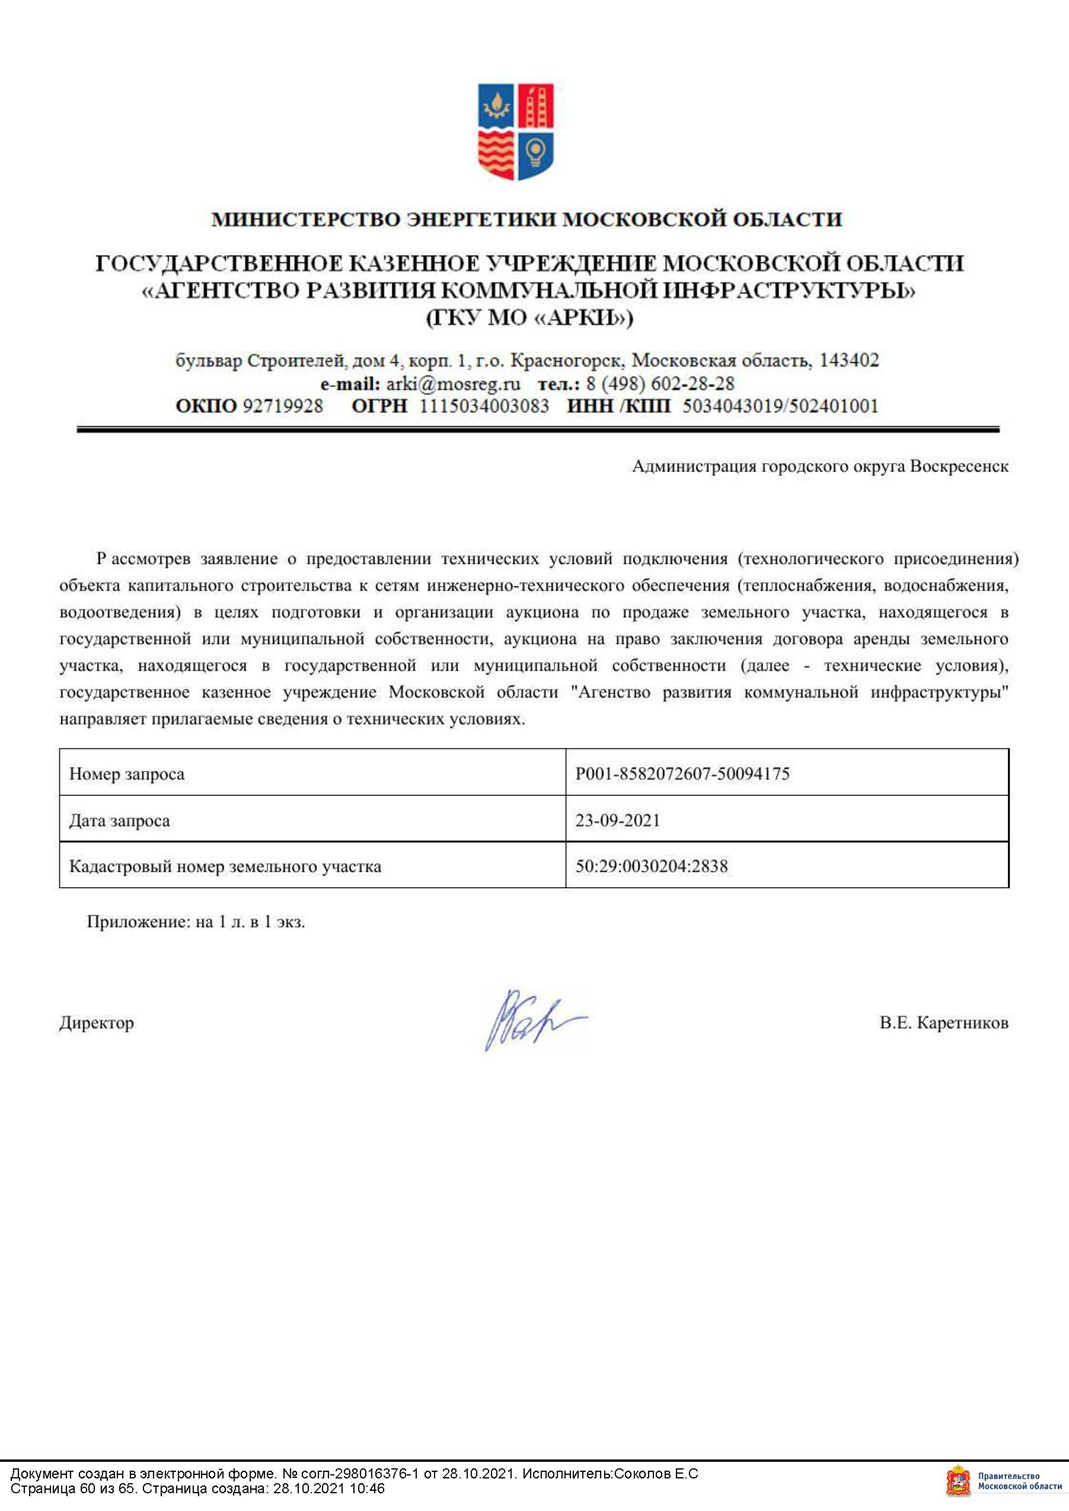 МИНИСТЕРСТВО ЭНЕРГЕТИКИ МОСКОВСКОЙ ОБЛАСТИ
ГОСУДАРСТВЕННОЕ КАЗЕННОЕ УЧРЕЖДЕНИЕ МОСКОВСКОЙ ОБЛАСТИ
«АГЕНТСТВО РАЗВИТИЯ КОММУНАЛЬНОЙ ИНФРАСТРУКТУРЫ»
(ГКУ МО «АРКИ»)
бульвар Строителей, дом 4, корп. 1, г.о. Красногорск, Московская область, 143402
e-mail: arki@mosreg.ru тел.: 8 (498) 602-28-28
ОКПО 92719928 ОГРН 1115034003083 ИНН /КПП 5034043019/502401001
Администрация городского округа Воскресенск
Р ассмотрев заявление о предоставлении технических условий подключения (технологического присоединения)
объекта капитального строительства к сетям инженерно-технического обеспечения (теплоснабжения, водоснабжения,
водоотведения) в целях подготовки и организации аукциона по продаже земельного участка, находящегося в
государственной или муниципальной собственности, аукциона на право заключения договора аренды земельного
участка, находящегося в государственной или муниципальной собственности (далее - технические условия),
государственное казенное учреждение Московской области "Агенство развития коммунальной инфраструктуры"
направляет прилагаемые сведения о технических условиях.
Номер запроса P001-8582072607-50094175
Дата запроса 23-09-2021
Кадастровый номер земельного участка 50:29:0030204:2838
Приложение: на 1 л. в 1 экз.
Директор В.Е. Каретников
Документ создан в электронной форме. № согл-298016376-1 от 28.10.2021. Исполнитель:Соколов Е.С
Страница 60 из 65. Страница создана: 28.10.2021 10:46
Правительство
Московской области